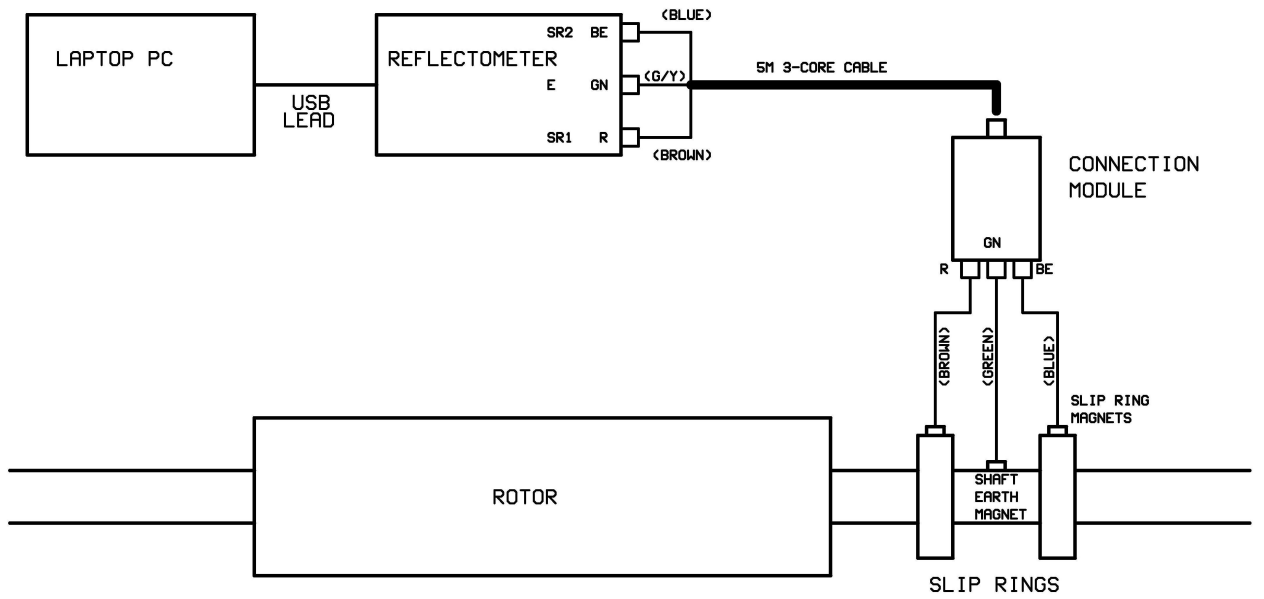 (BLUE)
SR2 BE
LAPTOP PC
REFLECTOMETER
5M 3-CORE CABLE
(G/Y)
E GN
USB
LEAD
SR1 R
(BROWN)
CONNECTION
MODULE
GN
R
BE
(BROWN)
(GREEN)
(BLUE)
SLIP RING
MAGNETS
SHAFT
EARTH
MAGNET
ROTOR
SLIP RINGS